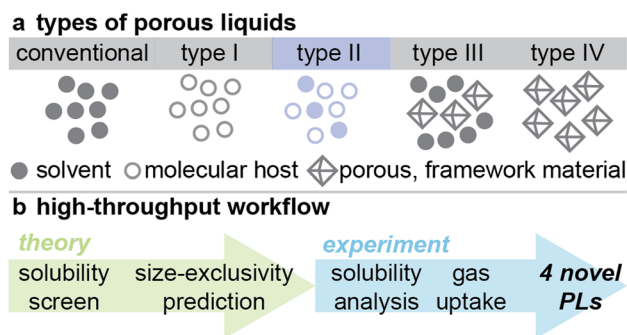 a types of porous liquids
conventional type I type II type III type IV
solvent molecular host porous, framework material
b high-throughput workflow
theory experiment
solubility size-exclusivity solubility gas 4 novel
screen prediction analysis uptake PLs